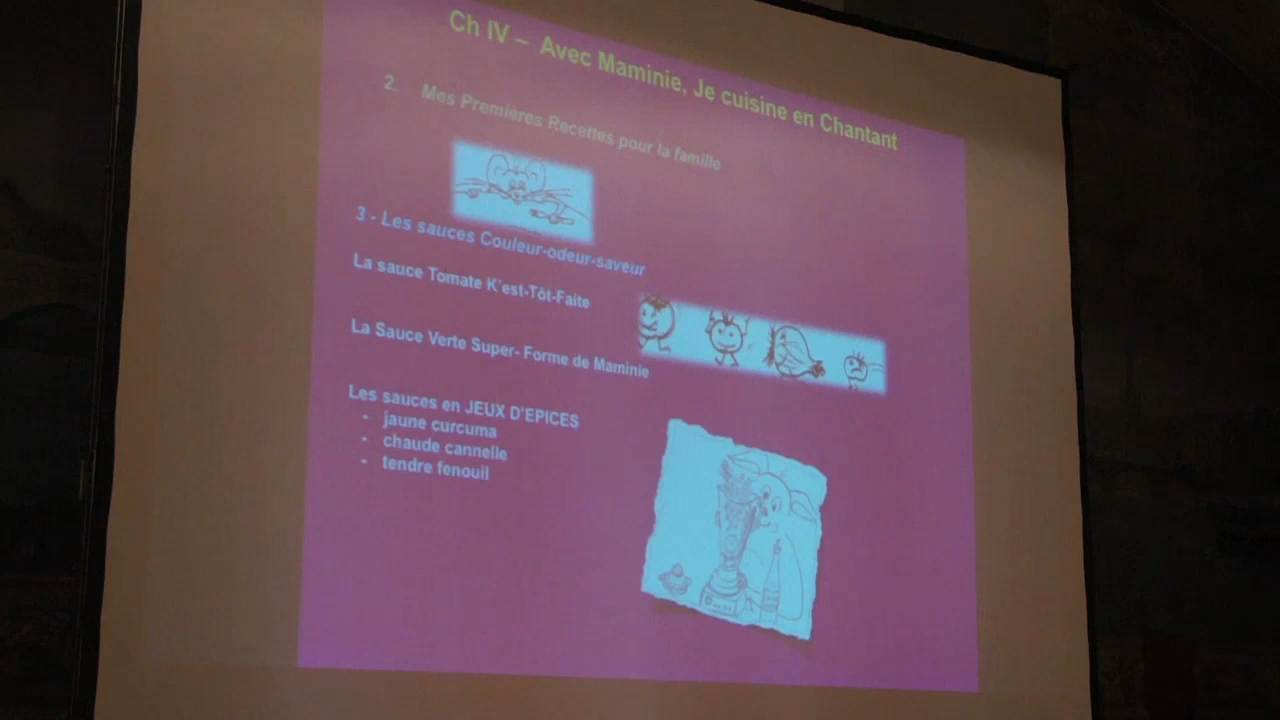 Ch IV – Avec Maminie, Je cuisine en Chantant
2. Mes Premières Recettes pour la famille
3 - Les sauces Couleur-odeur-saveur
La sauce Tomate K'est-Tôt-Faite
La Sauce Verte Super- Forme de Maminie
Les sauces en JEUX D'EPICES
- jaune curcuma
- chaude cannelle
- tendre fenouil